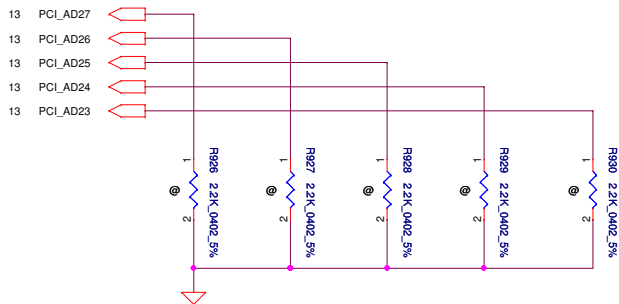 13 PCI_AD27
13 PCI_AD26
13 PCI_AD25
13 PCI_AD24
13 PCI_AD23
1 R926 2.2K_0402_5% @ 2
1 R927 2.2K_0402_5% @ 2
1 R928 2.2K_0402_5% @ 2
1 R929 2.2K_0402_5% @ 2
1 R930 2.2K_0402_5% @ 2